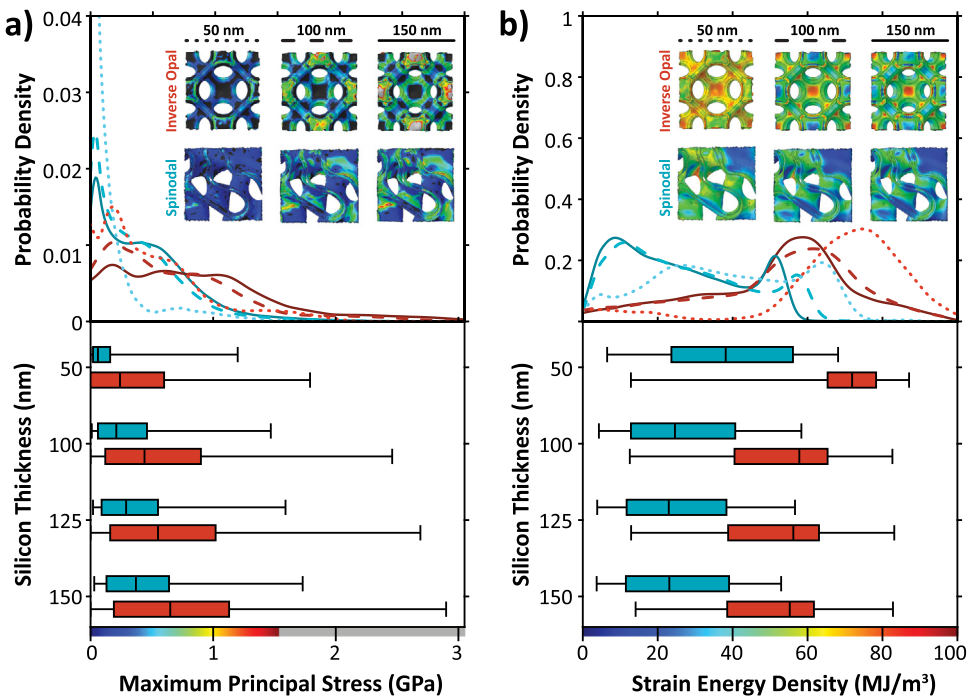 a)
0.04
0.03
0.02
0.01
0
Probability Density
50 nm
100 nm
150 nm
Inverse Opal
Spinodal
50
100
125
150
Silicon Thickness (nm)
0
1
2
3
Maximum Principal Stress (GPa)
b)
1
0.8
0.6
0.4
0.2
0
Probability Density
50 nm
100 nm
150 nm
Inverse Opal
Spinodal
50
100
125
150
Silicon Thickness (nm)
0
20
40
60
80
100
Strain Energy Density (MJ/m³)